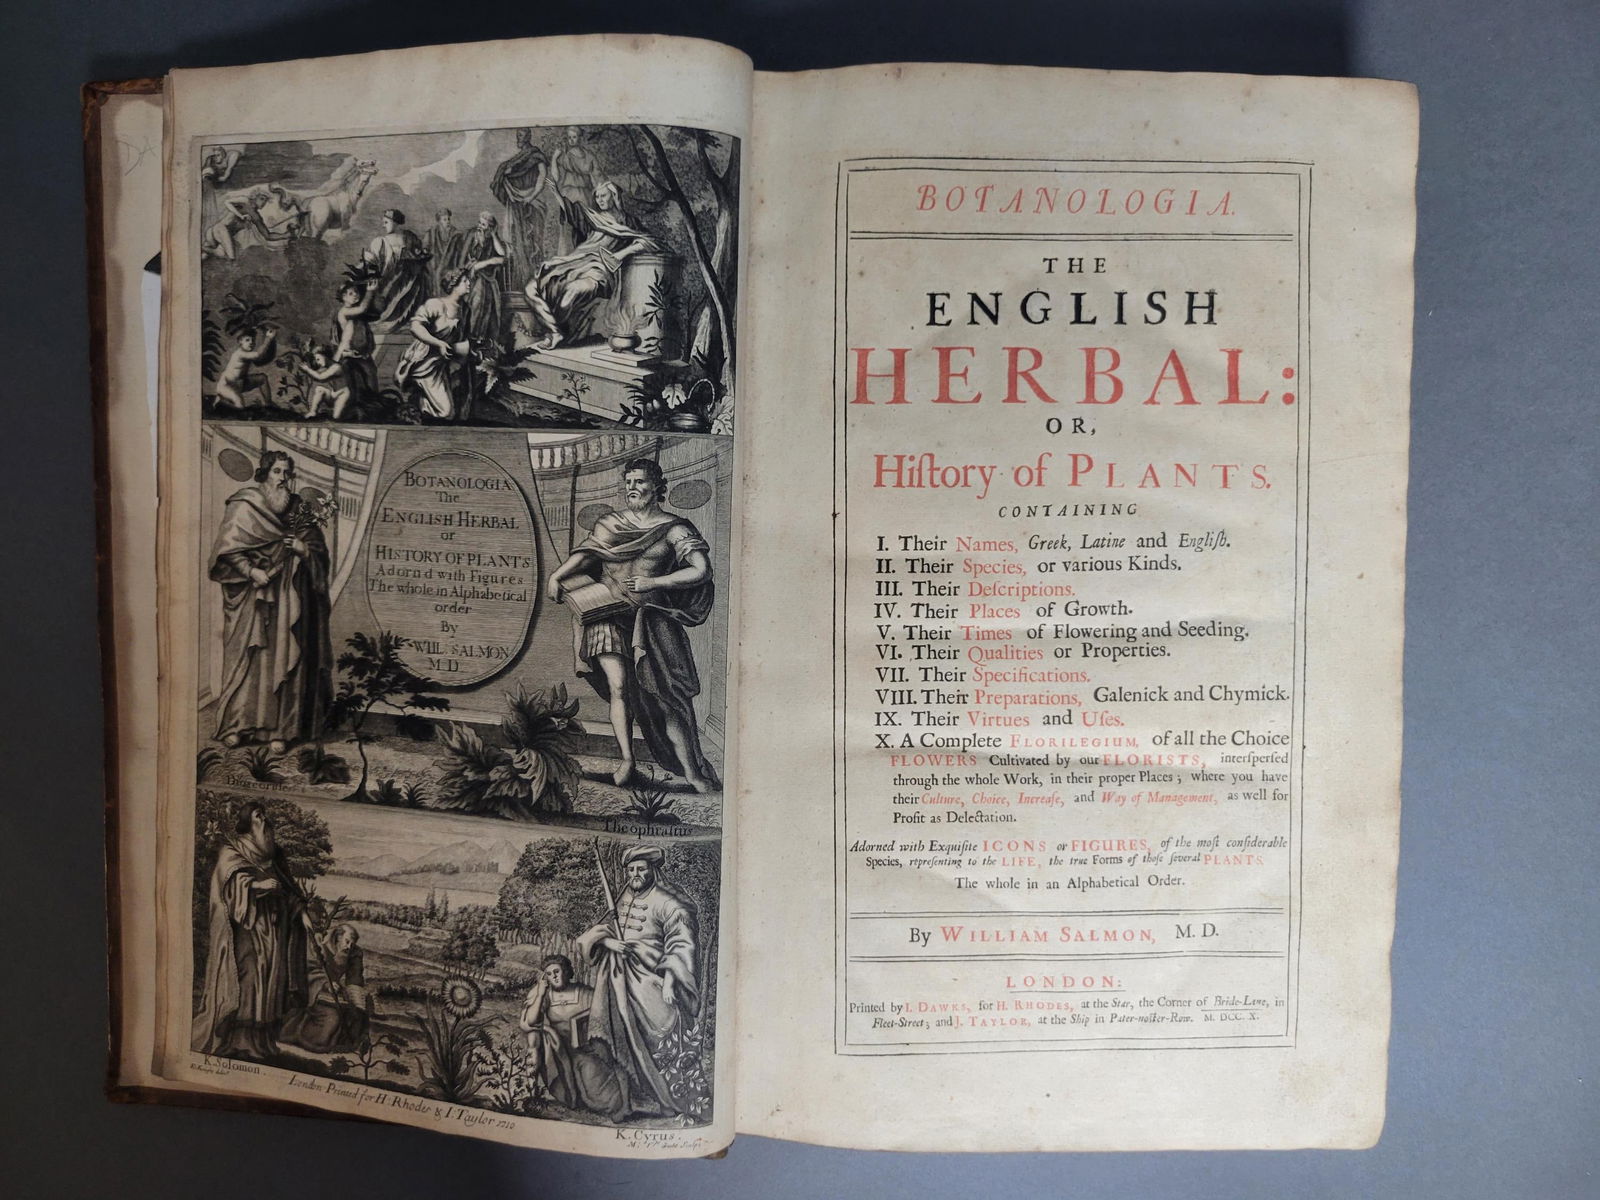 DA
BOTANOLOGIA
The
ENGLISH HERBAL
or
HISTORY OF PLANTS
Adornd with Figures
The whole in Alphabetical
order
By
WILL: SALMON
M D
Dioscorides
Theophrastus
K. Solomon.
London Printed for H. Rhodes & I. Taylor 1710
K. Cyrus.
BOTANOLOGIA.
THE
ENGLISH
HERBAL:
OR,
Hiſtory of PLANTS.
CONTAINING
I. Their Names, Greek, Latine and Engliſh.
II. Their Species, or various Kinds.
III. Their Deſcriptions.
IV. Their Places of Growth.
V. Their Times of Flowering and Seeding.
VI. Their Qualities or Properties.
VII. Their Specifications.
VIII. Their Preparations, Galenick and Chymick.
IX. Their Virtues and Uſes.
X. A Complete FLORILEGIUM, of all the Choice
FLOWERS Cultivated by our FLORISTS, interſperſed
through the whole Work, in their proper Places; where you have
their Culture, Choice, Increaſe, and Way of Management, as well for
Profit as Delectation.
Adorned with Exquiſite ICONS or FIGURES, of the moſt conſiderable
Species, repreſenting to the LIFE, the true Forms of thoſe ſeveral PLANTS.
The whole in an Alphabetical Order.
By WILLIAM SALMON, M. D.
LONDON:
Printed by I. DAWKS, for H. RHODES, at the Star, the Corner of Bride-Lane, in
Fleet-Street; and J. TAYLOR, at the Ship in Pater-noſter-Row. M. DCC. X.